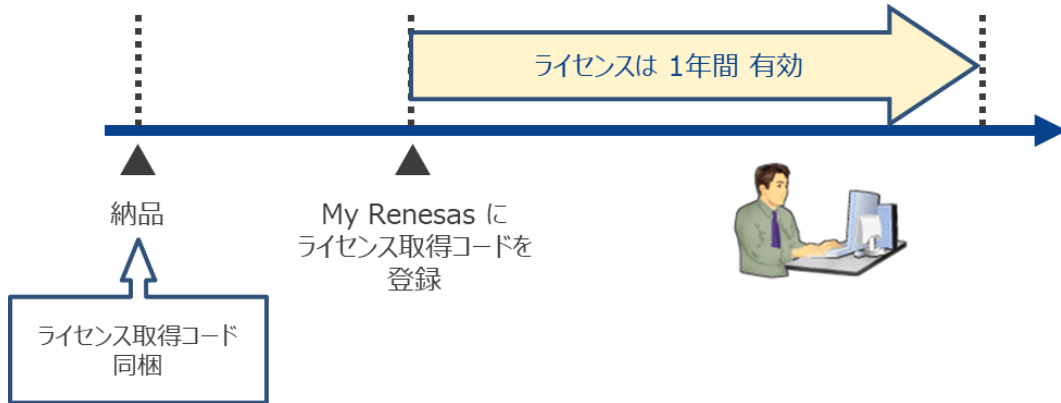 ライセンスは 1年間 有効
納品
My Renesas に
ライセンス取得コードを
登録
ライセンス取得コード
同梱